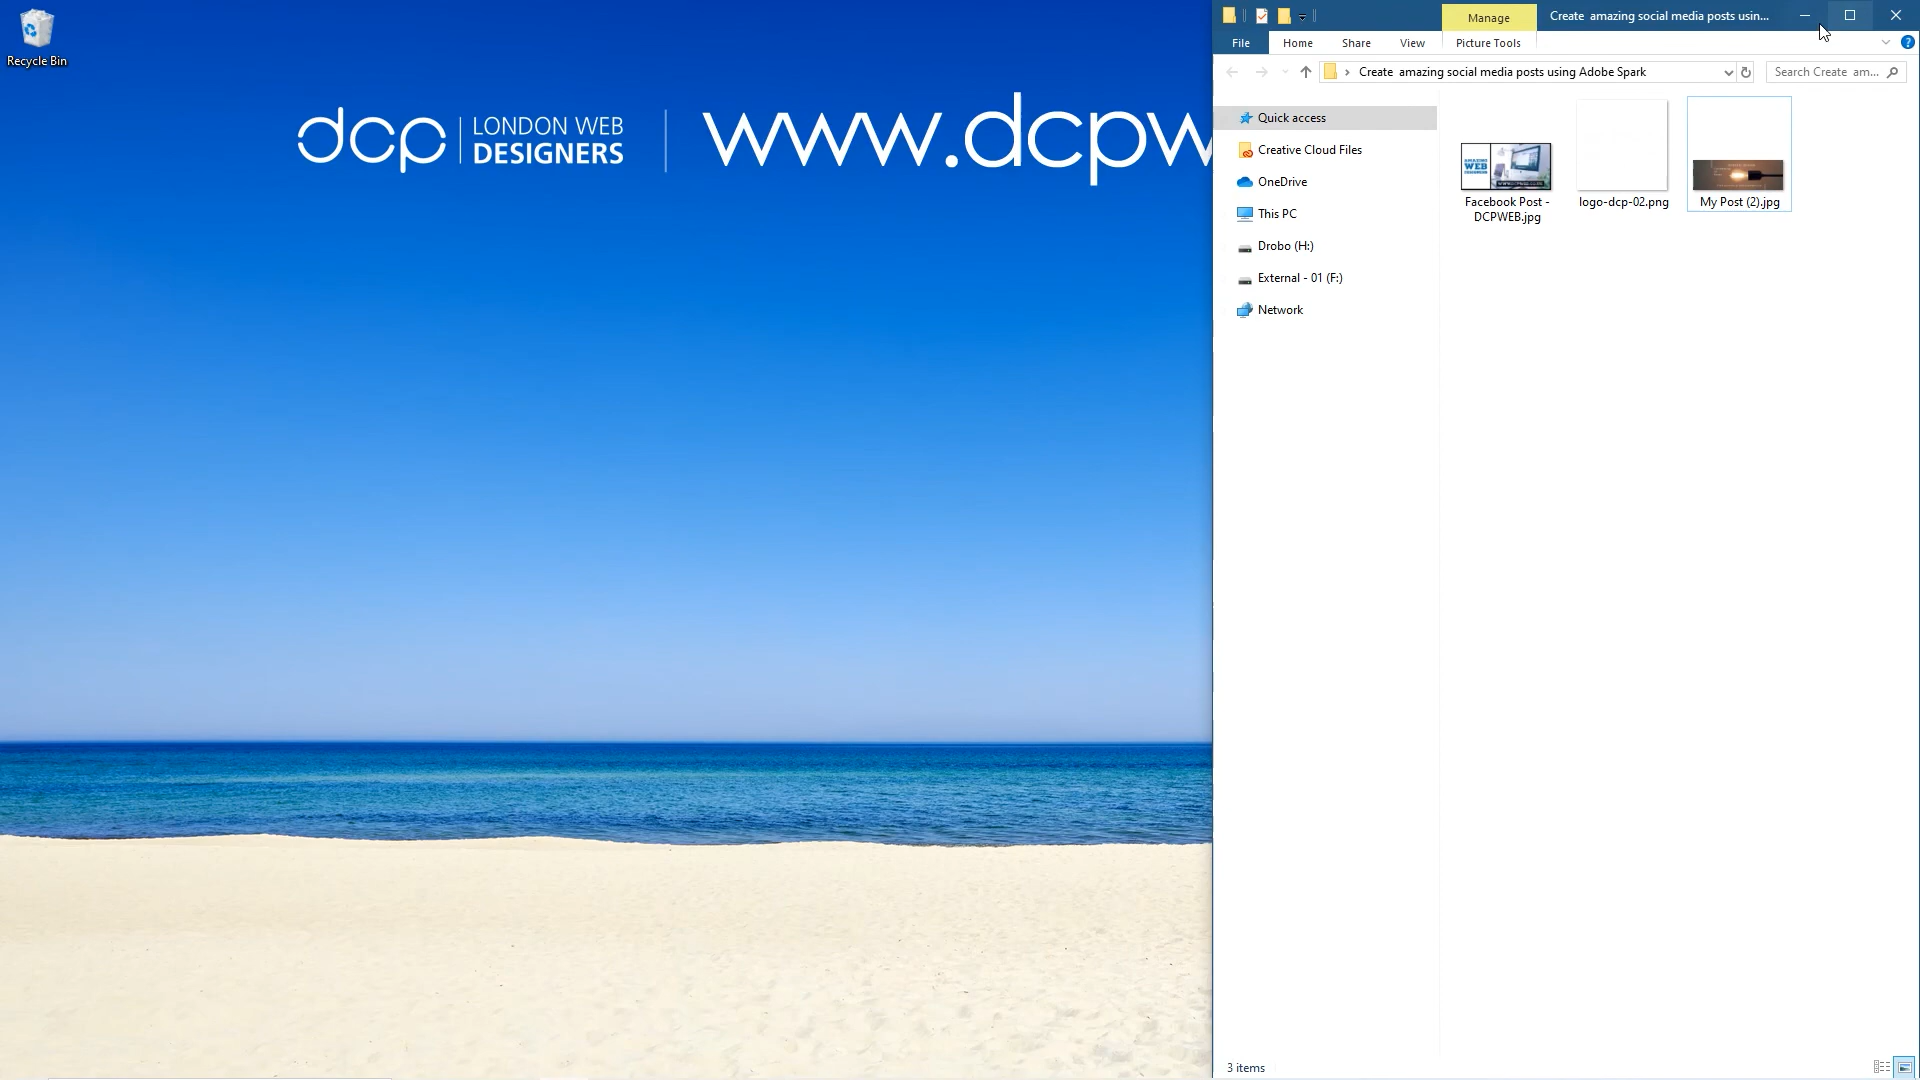 Recycle Bin
dcp LONDON WEB DESIGNERS www.dcpw
Manage
Create amazing social media posts usin...
File Home Share View Picture Tools
Create amazing social media posts using Adobe Spark
Search Create am...
Quick access
Creative Cloud Files
OneDrive
This PC
Drobo (H:)
External - 01 (F:)
Network
AMAZING
WEB
Facebook Post -
DCPWEB.jpg
logo-dcp-02.png
My Post (2).jpg
3 items